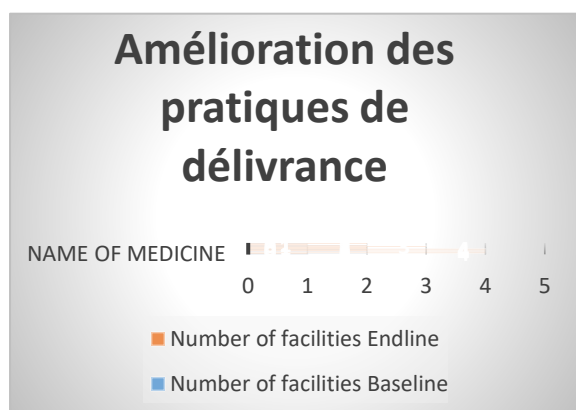 Amélioration des
pratiques de
délivrance
NAME OF MEDICINE
0 1 2 3 4 5
Number of facilities Endline
Number of facilities Baseline